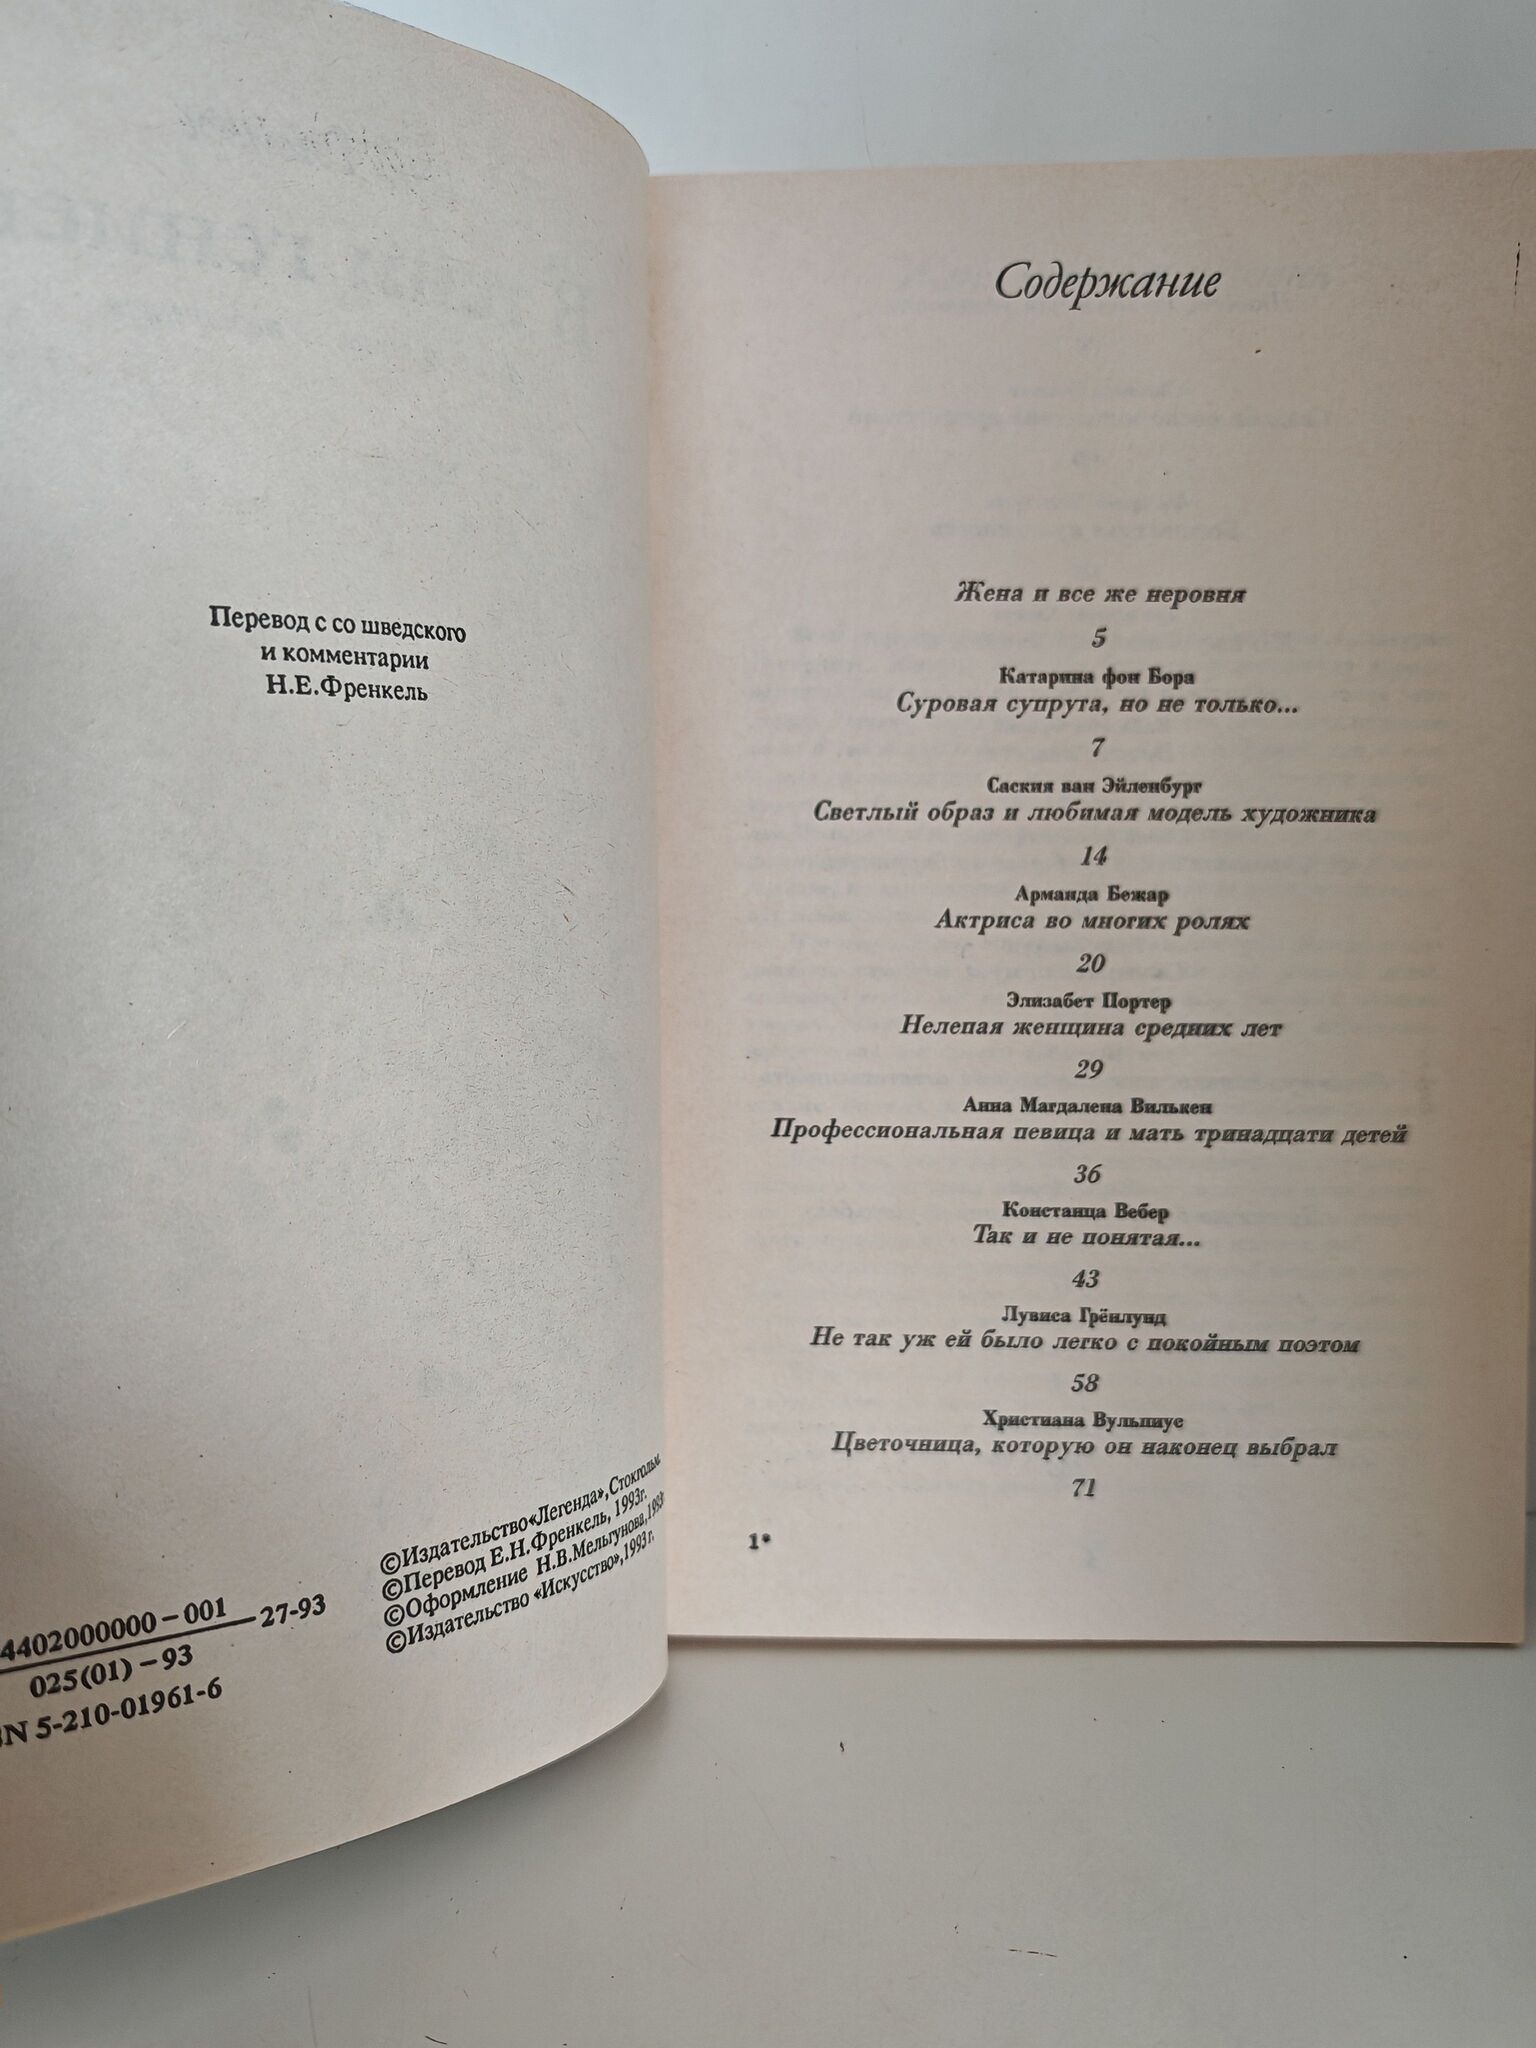 Перевод с со шведского
и комментарии
Н.Е.Френкель
©Издательство«Легенда»,Стокгольм.
©Перевод Е.Н.Френкель, 1993г.
©Оформление Н.В.Мельгунова,1993г
©Издательство «Искусство»,1993 г.
4402000000–001
27-93
025(01)–93
5-210-01961-6
Содержание
Жена и все же неровня
5
Катарина фон Бора
Суровая супруга, но не только...
7
Саския ван Эйленбург
Светлый образ и любимая модель художника
14
Арманда Бежар
Актриса во многих ролях
20
Элизабет Портер
Нелепая женщина средних лет
29
Анна Магдалена Вилькен
Профессиональная певица и мать тринадцати детей
36
Констанца Вебер
Так и не понятая...
43
Лувиса Грёнлунд
Не так уж ей было легко с покойным поэтом
58
Христиана Вульпиус
Цветочница, которую он наконец выбрал
71
1*